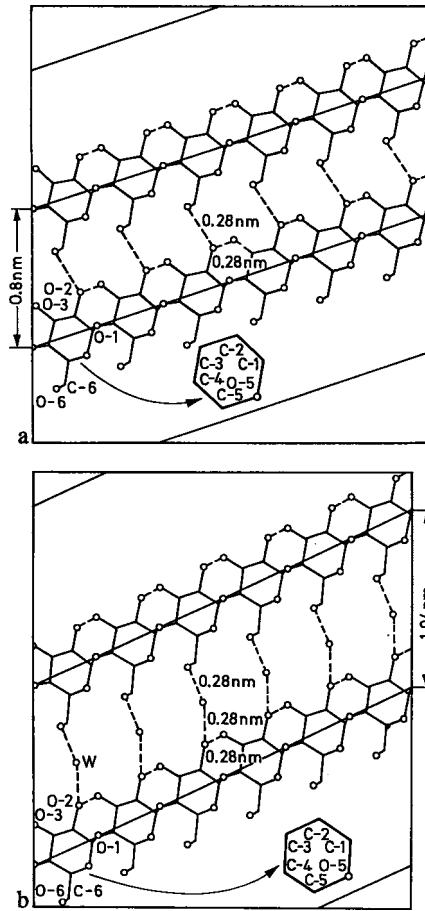 0.28nm
0.28nm
0.8nm
O-2
O-3
O-1
C-6
O-6
C-2
C-3 C-1
C-4 O-5
C-5
a
0.28nm
0.28nm
0.28nm
W
O-2
O-3
O-1
O-6 C-6
C-2
C-3 C-1
C-4 O-5
C-5
b